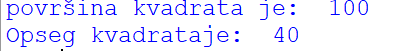 površina kvadrata je:  100
Opseg kvadrataje:  40